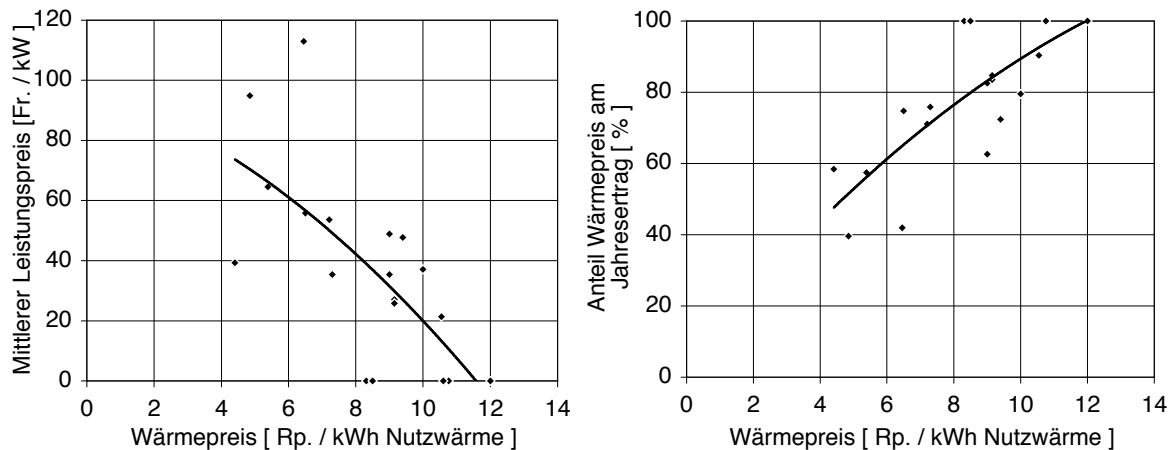 Mittlerer Leistungspreis [Fr. / kW ]
120
100
80
60
40
20
0
0 2 4 6 8 10 12 14
Wärmepreis [ Rp. / kWh Nutzwärme ]
Anteil Wärmepreis am
Jahresertrag [ % ]
100
80
60
40
20
0
0 2 4 6 8 10 12 14
Wärmepreis [ Rp. / kWh Nutzwärme ]